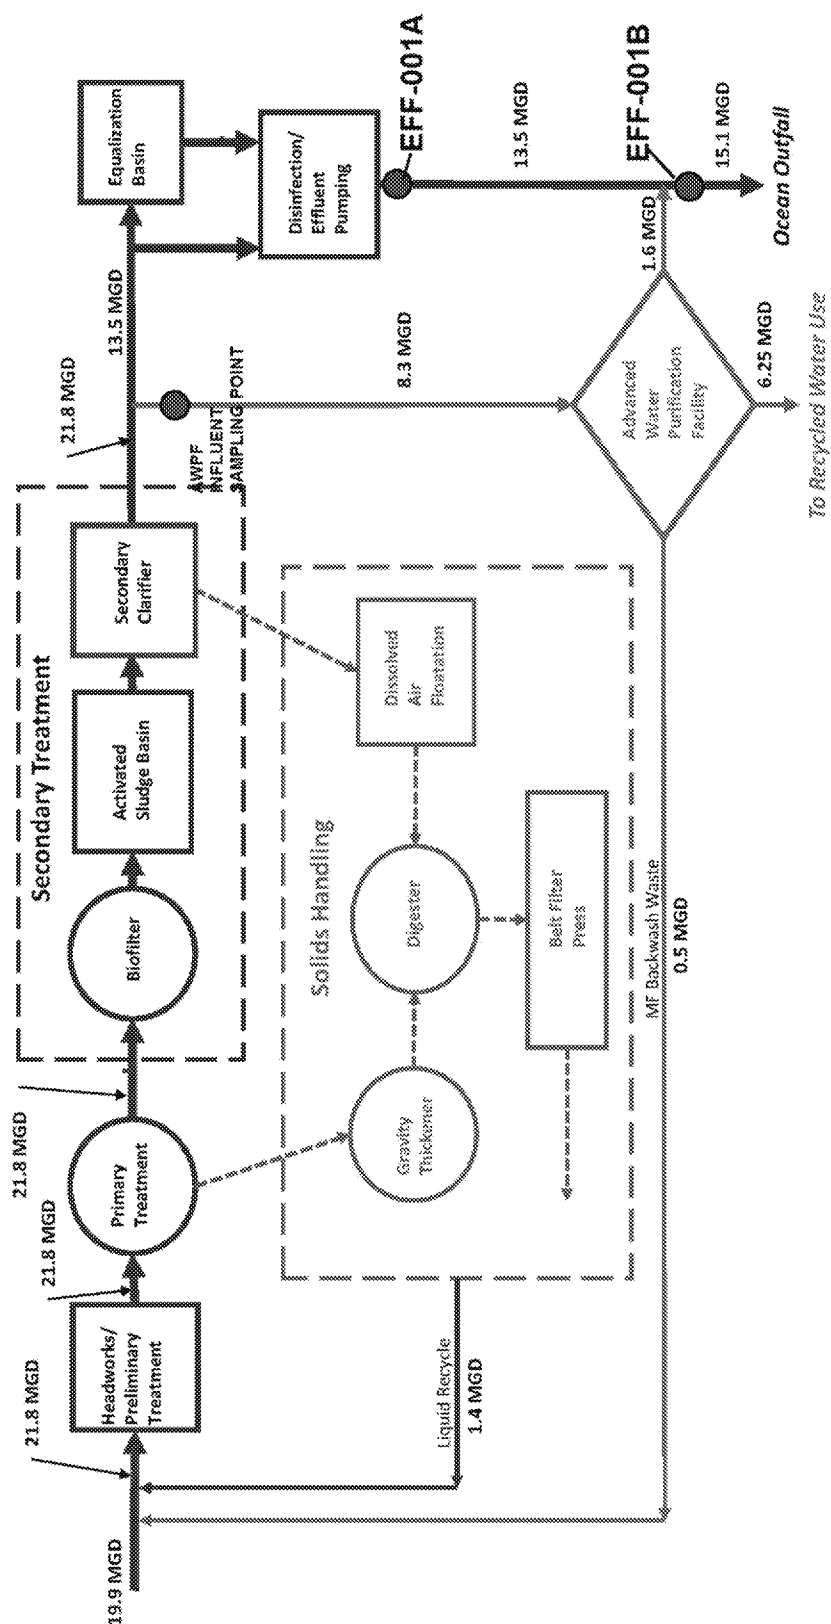 19.9 MGD
21.8 MGD
Headworks/
Preliminary
Treatment
21.8 MGD
Primary
Treatment
21.8 MGD
Secondary Treatment
Biofilter
Activated
Sludge Basin
Secondary
Clarifier
21.8 MGD
13.5 MGD
Equalization
Basin
AWPF
INFLUENT
SAMPLING POINT
Disinfection/
Effluent
Pumping
EFF-001A
13.5 MGD
EFF-001B
15.1 MGD
Ocean Outfall
8.3 MGD
1.6 MGD
Advanced
Water
Purification
Facility
6.25 MGD
To Recycled Water Use
Solids Handling
Gravity
Thickener
Digester
Dissolved
Air
Floatation
Belt Filter
Press
Liquid Recycle
1.4 MGD
MF Backwash Waste
0.5 MGD